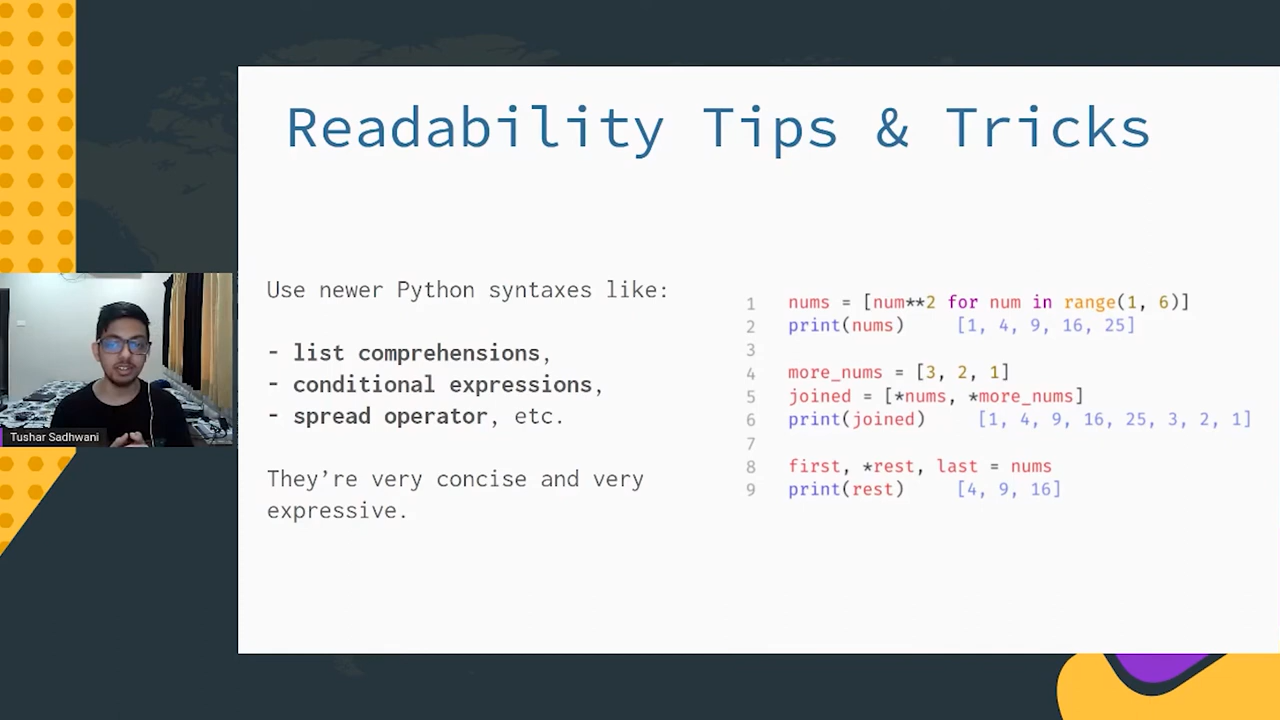 Readability Tips & Tricks
Use newer Python syntaxes like:
- list comprehensions,
- conditional expressions,
- spread operator, etc.
They’re very concise and very
expressive.
1 nums = [num**2 for num in range(1, 6)]
2 print(nums) [1, 4, 9, 16, 25]
3
4 more_nums = [3, 2, 1]
5 joined = [*nums, *more_nums]
6 print(joined) [1, 4, 9, 16, 25, 3, 2, 1]
7
8 first, *rest, last = nums
9 print(rest) [4, 9, 16]
Tushar Sadhwani